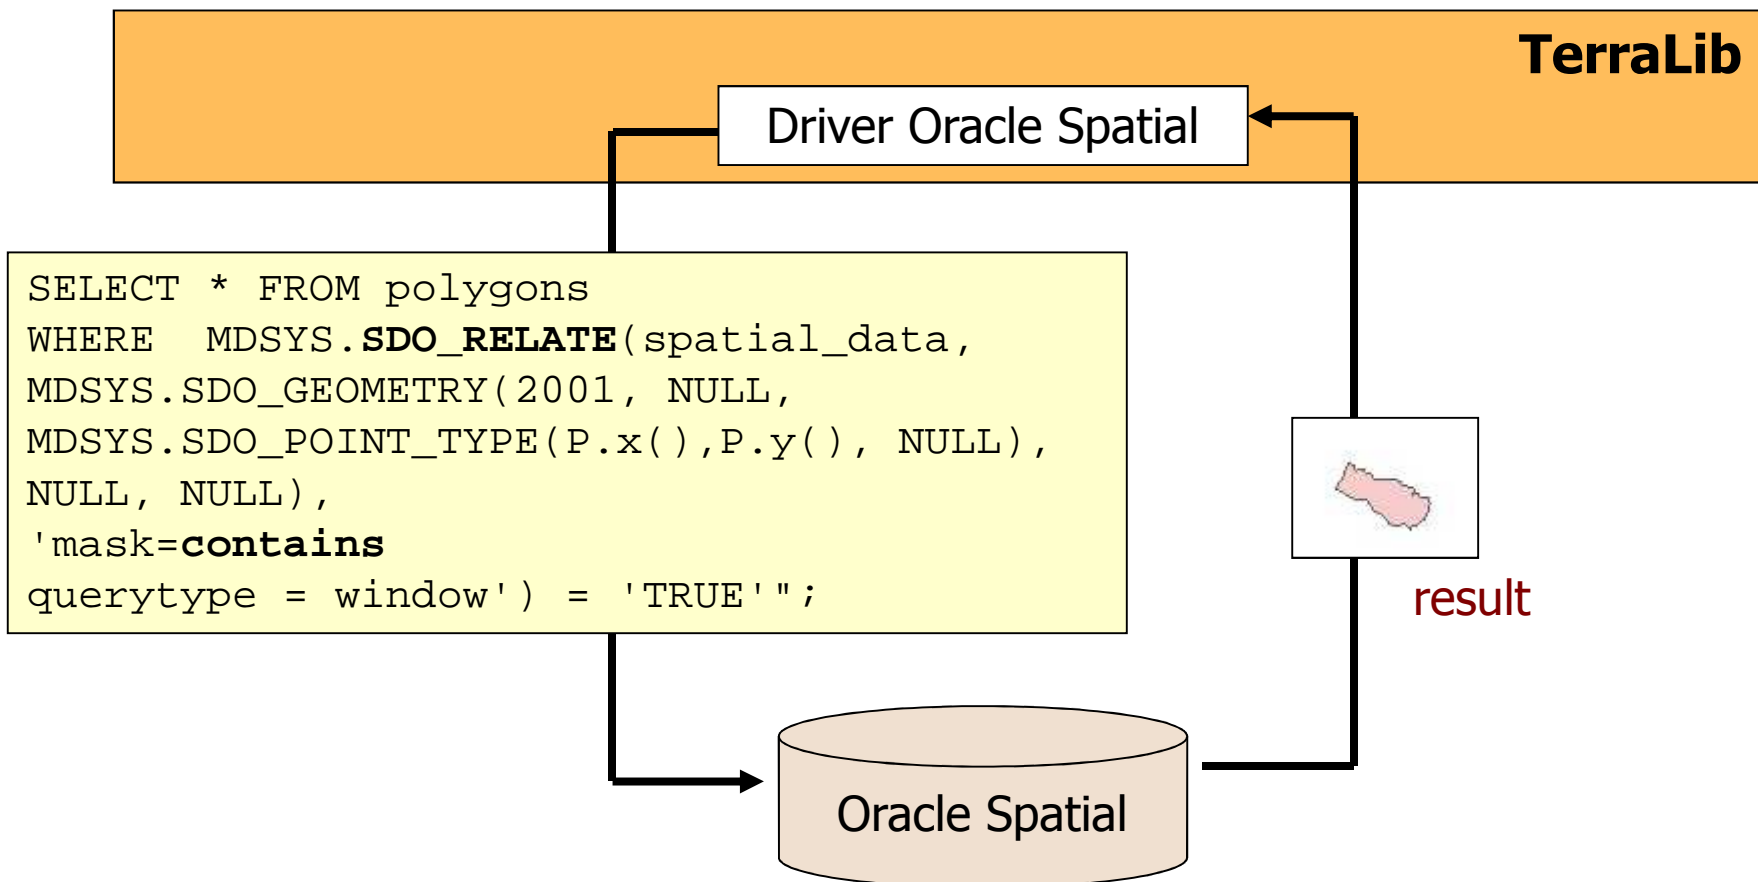 TerraLib
Driver Oracle Spatial
SELECT * FROM polygons
WHERE  MDSYS.SDO_RELATE(spatial_data,
MDSYS.SDO_GEOMETRY(2001, NULL,
MDSYS.SDO_POINT_TYPE(P.x(),P.y(), NULL),
NULL, NULL),
'mask=contains
querytype = window') = 'TRUE'";
result
Oracle Spatial